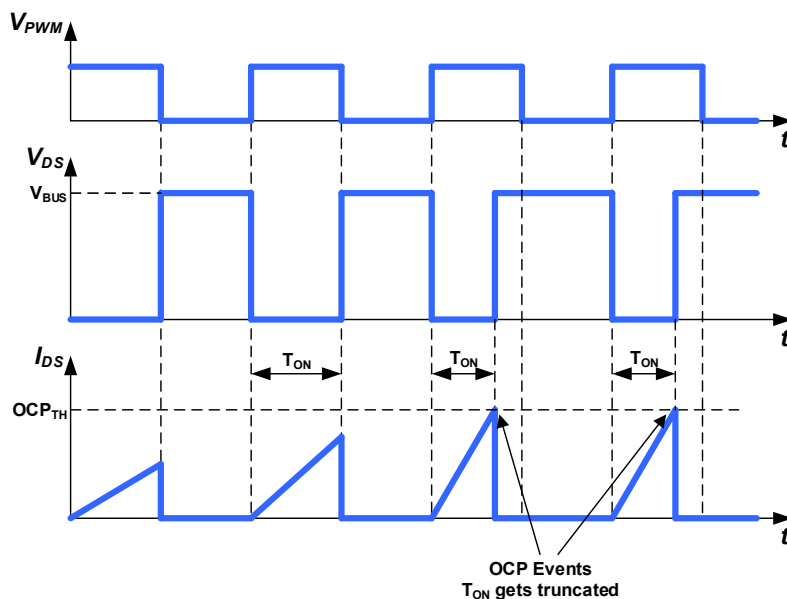 VPWM
t
VDS
VBUS
t
IDS
TON
TON
TON
OCPTH
t
OCP Events
TON gets truncated